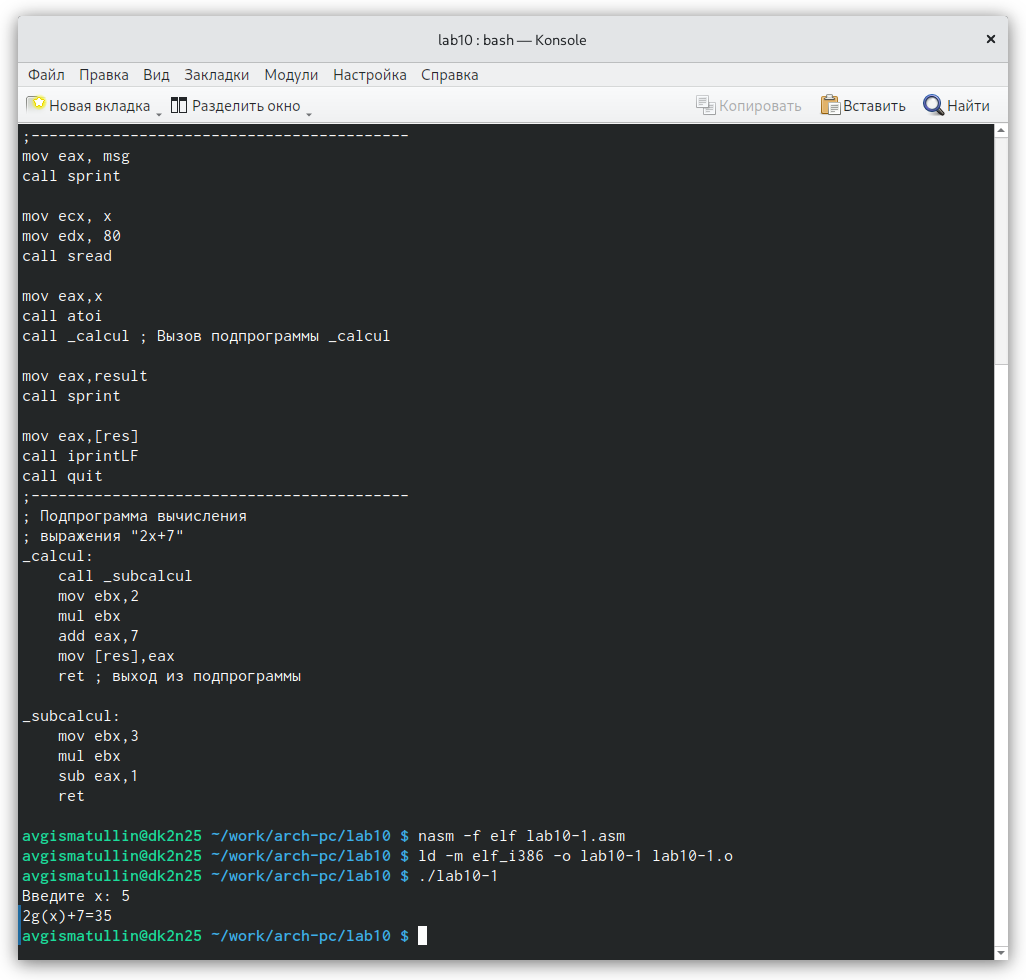 lab10 : bash — Konsole
Файл Правка Вид Закладки Модули Настройка Справка
Новая вкладка Разделить окно Копировать Вставить Найти
;------------------------------------------
mov eax, msg
call sprint
mov ecx, x
mov edx, 80
call sread
mov eax,x
call atoi
call _calcul ; Вызов подпрограммы _calcul
mov eax,result
call sprint
mov eax,[res]
call iprintLF
call quit
;------------------------------------------
; Подпрограмма вычисления
; выражения "2x+7"
_calcul:
    call _subcalcul
    mov ebx,2
    mul ebx
    add eax,7
    mov [res],eax
    ret ; выход из подпрограммы
_subcalcul:
    mov ebx,3
    mul ebx
    sub eax,1
    ret
avgismatullin@dk2n25 ~/work/arch-pc/lab10 $ nasm -f elf lab10-1.asm
avgismatullin@dk2n25 ~/work/arch-pc/lab10 $ ld -m elf_i386 -o lab10-1 lab10-1.o
avgismatullin@dk2n25 ~/work/arch-pc/lab10 $ ./lab10-1
Введите x: 5
2g(x)+7=35
avgismatullin@dk2n25 ~/work/arch-pc/lab10 $